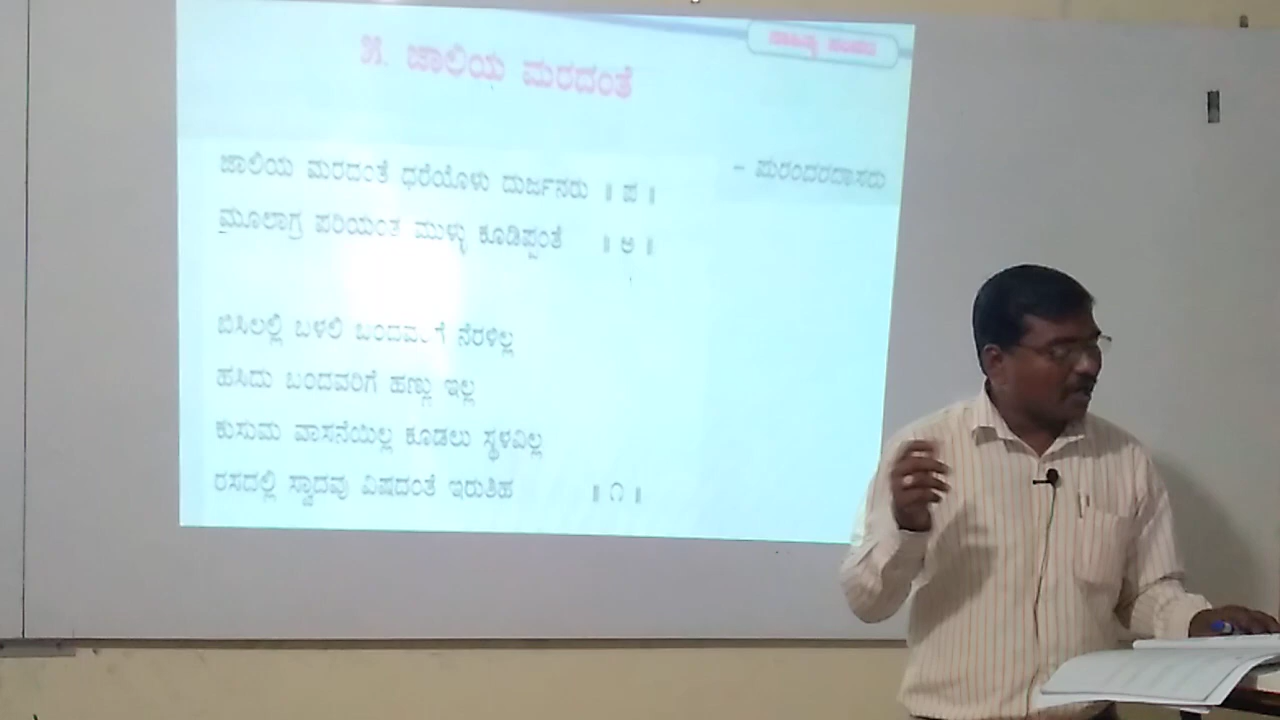 ೫. ಜಾಲಿಯ ಮರದಂತೆ
– ಪುರಂದರದಾಸರು
ಜಾಲಿಯ ಮರದಂತೆ ಧರೆಯೊಳು ದುರ್ಜನರು ॥ ಪ ॥
ಮೂಲಾಗ್ರ ಪರಿಯಂತ ಮುಳ್ಳು ಕೂಡಿಪ್ಪಂತೆ ॥ ಅ ॥
ಬಿಸಿಲಲ್ಲಿ ಬಳಲಿ ಬಂದವರಿಗೆ ನೆರಳಿಲ್ಲ
ಹಸಿದು ಬಂದವರಿಗೆ ಹಣ್ಣು ಇಲ್ಲ
ಕುಸುಮ ವಾಸನೆಯಿಲ್ಲ ಕೂಡಲು ಸ್ಥಳವಿಲ್ಲ
ರಸದಲ್ಲಿ ಸ್ವಾದವು ವಿಷದಂತೆ ಇರುತಿಹ ॥ ೧ ॥